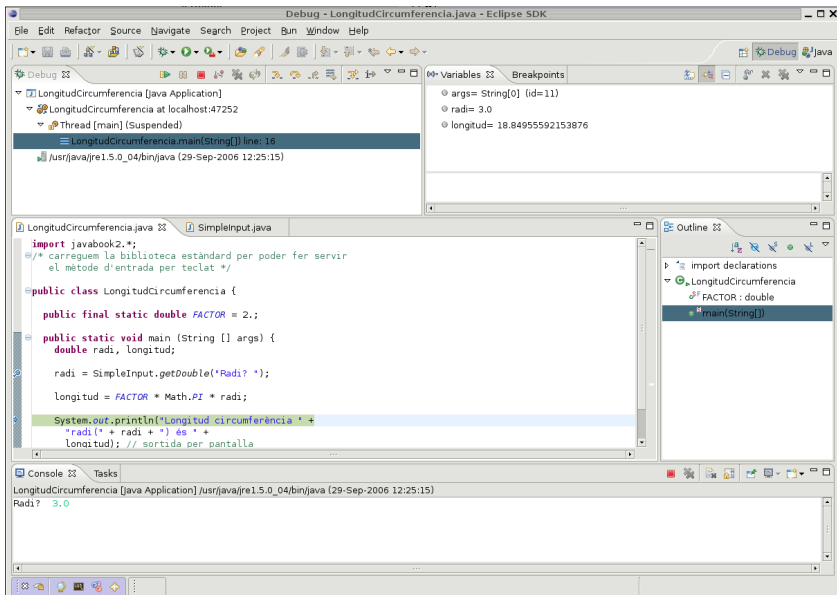 Debug - LongitudCircumferencia.java - Eclipse SDK
File Edit Refactor Source Navigate Search Project Run Window Help
Debug Java
Debug
LongitudCircumferencia [Java Application]
LongitudCircumferencia at localhost:47252
Thread [main] (Suspended)
LongitudCircumferencia.main(String[]) line: 16
/usr/java/jre1.5.0_04/bin/java (29-Sep-2006 12:25:15)
Variables Breakpoints
args= String[0] (id=11)
radi= 3.0
longitud= 18.84955592153876
LongitudCircumferencia.java SimpleInput.java
import javabook2.*;
/* carreguem la biblioteca estàndard per poder fer servir
el mètode d'entrada per teclat */
public class LongitudCircumferencia {
public final static double FACTOR = 2.;
public static void main (String [] args) {
double radi, longitud;
radi = SimpleInput.getDouble("Radi? ");
longitud = FACTOR * Math.PI * radi;
System.out.println("Longitud circumferència " +
"radi(" + radi + ") és " +
longitud); // sortida per pantalla
Outline
import declarations
LongitudCircumferencia
FACTOR : double
main(String[])
Console Tasks
LongitudCircumferencia [Java Application] /usr/java/jre1.5.0_04/bin/java (29-Sep-2006 12:25:15)
Radi? 3.0